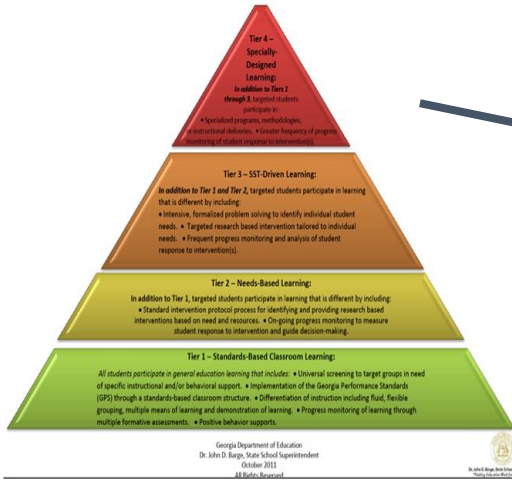 Tier 4 –
Specially-
Designed
Learning:
In addition to Tiers 1
through 3, targeted students
participate in:
• Specialized programs, methodologies,
or instructional deliveries. • Greater frequency of progress
monitoring of student response to intervention(s).
Tier 3 – SST-Driven Learning:
In addition to Tier 1 and Tier 2, targeted students participate in learning
that is different by including:
• Intensive, formalized problem solving to identify individual student
needs. • Targeted research based intervention tailored to individual
needs. • Frequent progress monitoring and analysis of student
response to intervention(s).
Tier 2 – Needs-Based Learning:
In addition to Tier 1, targeted students participate in learning that is different by including:
• Standard intervention protocol process for identifying and providing research based
interventions based on need and resources. • On-going progress monitoring to measure
student response to intervention and guide decision-making.
Tier 1 – Standards-Based Classroom Learning:
All students participate in general education learning that includes: • Universal screening to target groups in need
of specific instructional and/or behavioral support. • Implementation of the Georgia Performance Standards
(GPS) through a standards-based classroom structure. • Differentiation of instruction including fluid, flexible
grouping, multiple means of learning and demonstration of learning. • Progress monitoring of learning through
multiple formative assessments. • Positive behavior supports.
Georgia Department of Education
Dr. John D. Barge, State School Superintendent
October 2011
All Rights Reserved
Dr. John D. Barge, State School